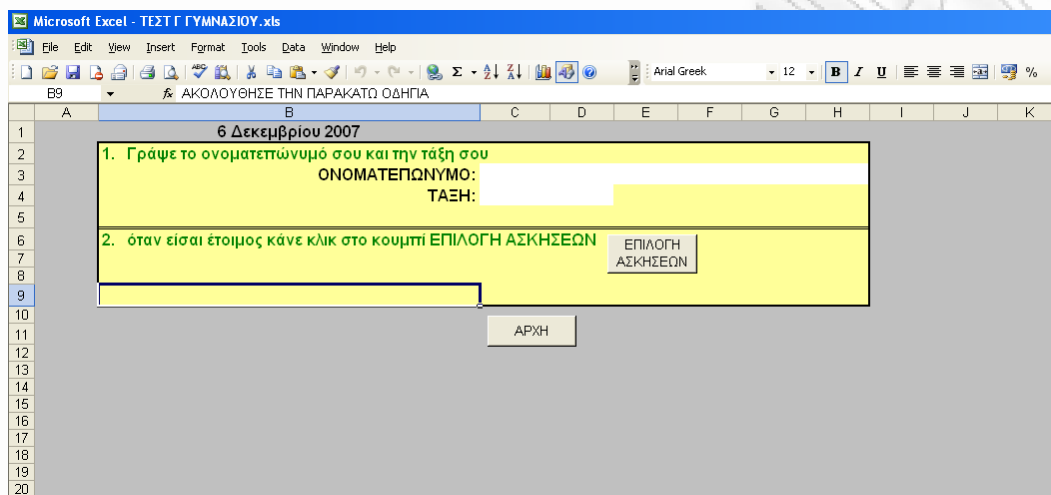 Microsoft Excel - ΤΕΣΤ Γ ΓΥΜΝΑΣΙΟΥ.xls
File Edit View Insert Format Tools Data Window Help
Arial Greek 12 B I U %
B9 fx ΑΚΟΛΟΥΘΗΣΕ ΤΗΝ ΠΑΡΑΚΑΤΩ ΟΔΗΓΙΑ
A B C D E F G H I J K
1 6 Δεκεμβρίου 2007
2 1. Γράψε το ονοματεπώνυμό σου και την τάξη σου
3 ΟΝΟΜΑΤΕΠΩΝΥΜΟ:
4 ΤΑΞΗ:
5
6 2. όταν είσαι έτοιμος κάνε κλικ στο κουμπί ΕΠΙΛΟΓΗ ΑΣΚΗΣΕΩΝ ΕΠΙΛΟΓΗ
7 ΑΣΚΗΣΕΩΝ
8
9
10
11 ΑΡΧΗ
12
13
14
15
16
17
18
19
20